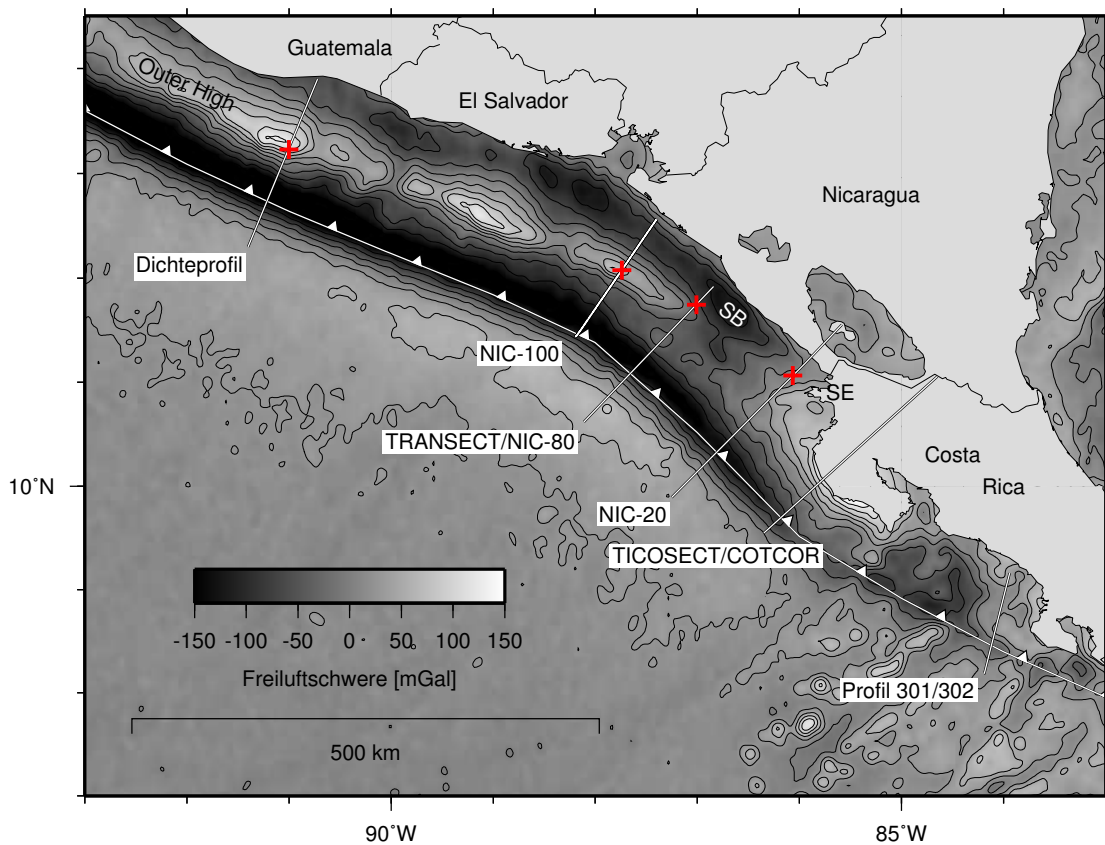 Guatemala
Outer High
El Salvador
Nicaragua
Dichteprofil
SB
NIC-100
SE
TRANSECT/NIC-80
Costa
Rica
10°N
NIC-20
TICOSECT/COTCOR
-150 -100 -50 0 50 100 150
Freiluftschwere [mGal]
Profil 301/302
500 km
90°W 85°W